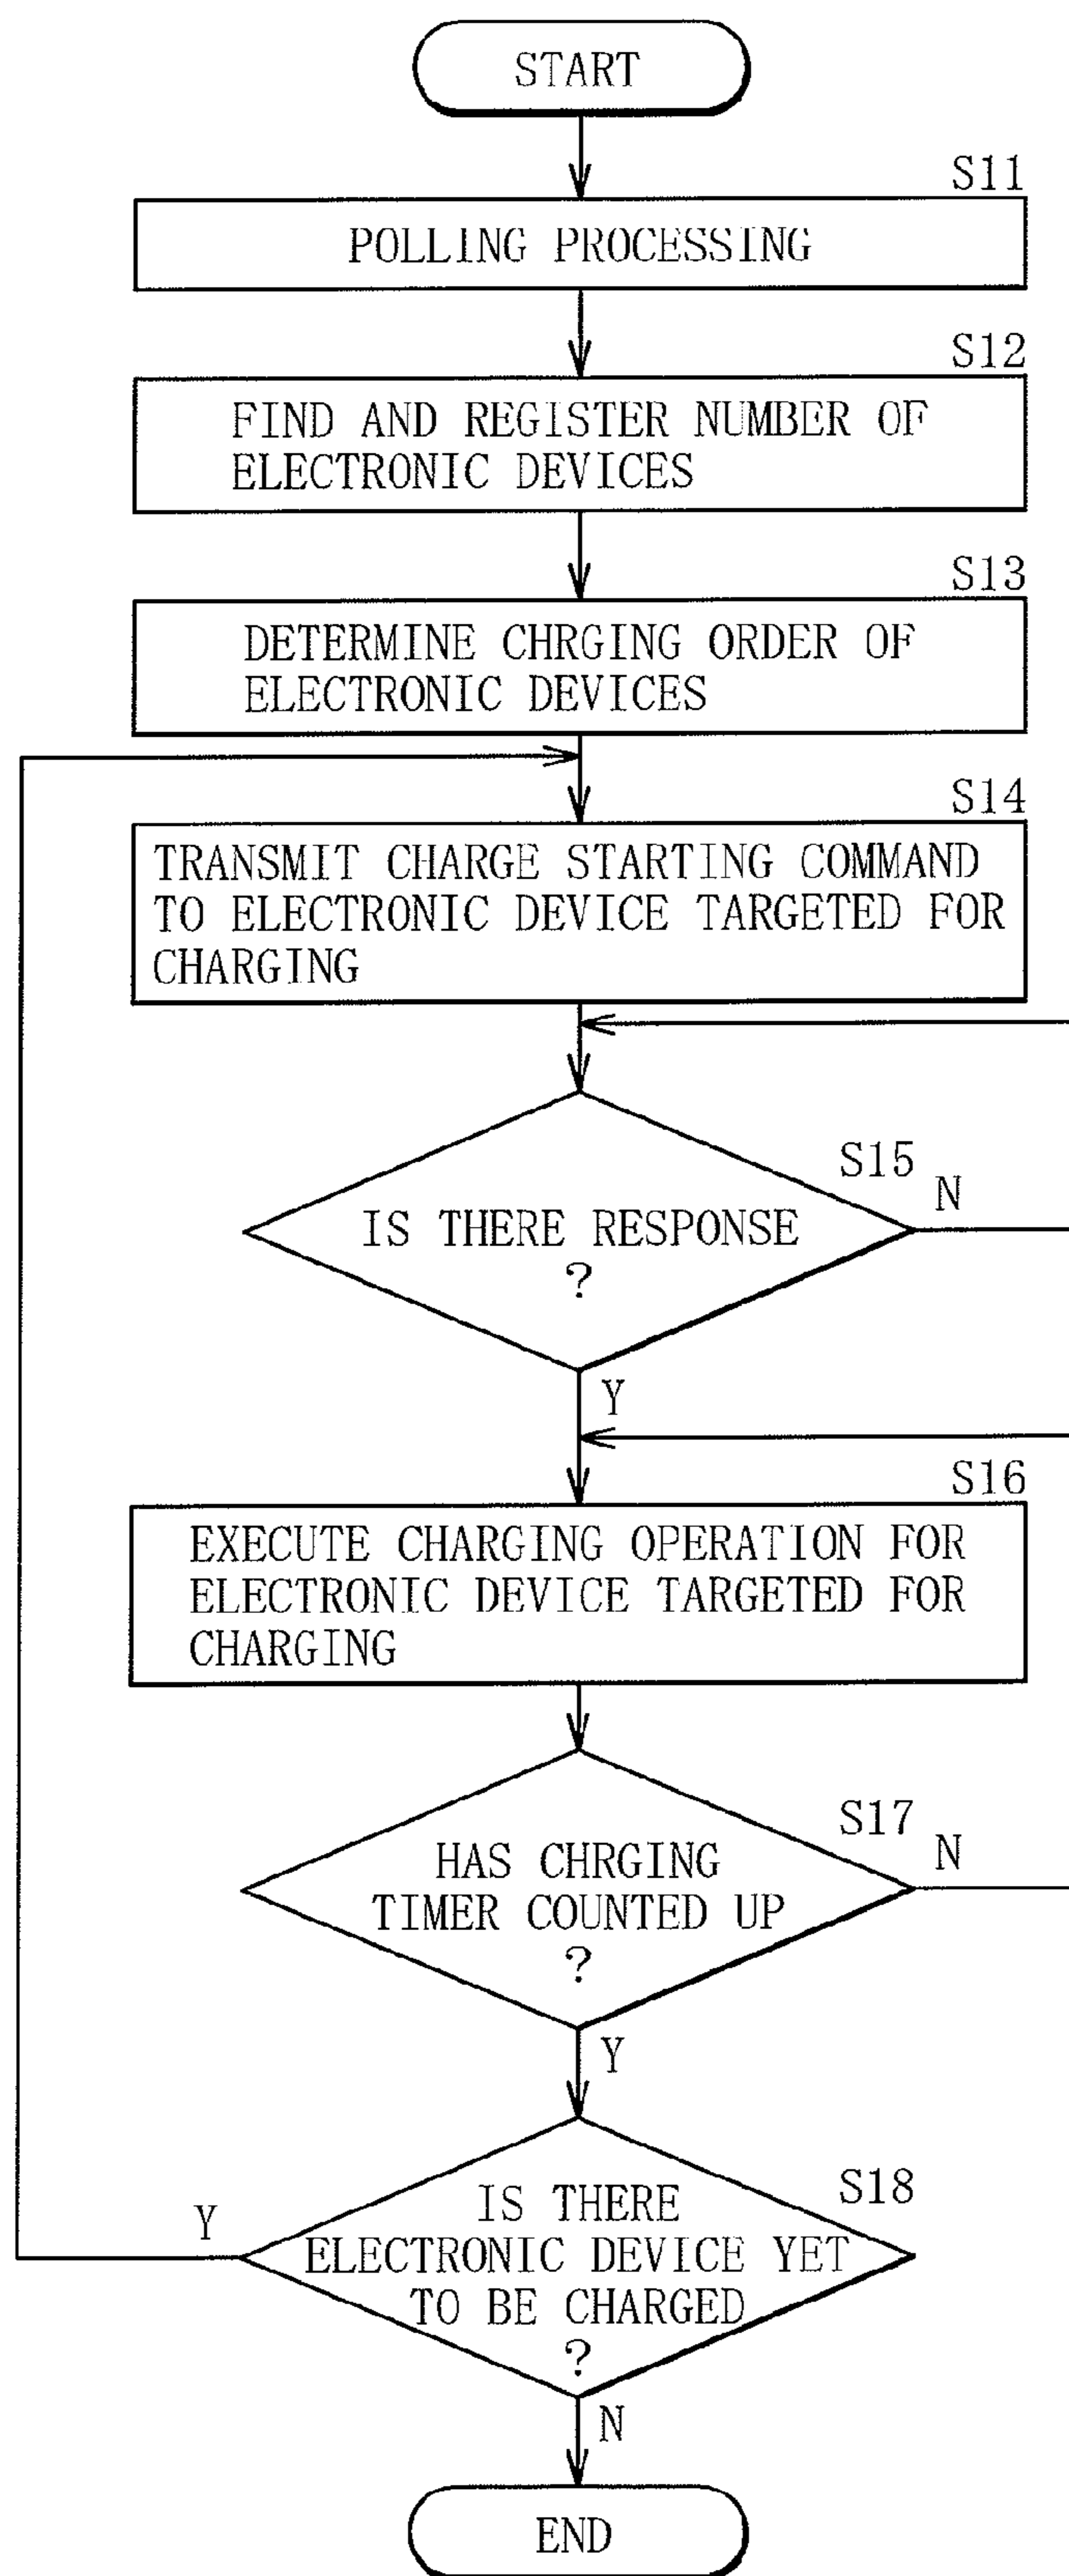 START
S11
POLLING PROCESSING
S12
FIND AND REGISTER NUMBER OF
ELECTRONIC DEVICES
S13
DETERMINE CHRGING ORDER OF
ELECTRONIC DEVICES
S14
TRANSMIT CHARGE STARTING COMMAND
TO ELECTRONIC DEVICE TARGETED FOR
CHARGING
S15
N
IS THERE RESPONSE
?
Y
S16
EXECUTE CHARGING OPERATION FOR
ELECTRONIC DEVICE TARGETED FOR
CHARGING
S17
N
HAS CHRGING
TIMER COUNTED UP
?
Y
S18
Y
IS THERE
ELECTRONIC DEVICE YET
TO BE CHARGED
?
N
END